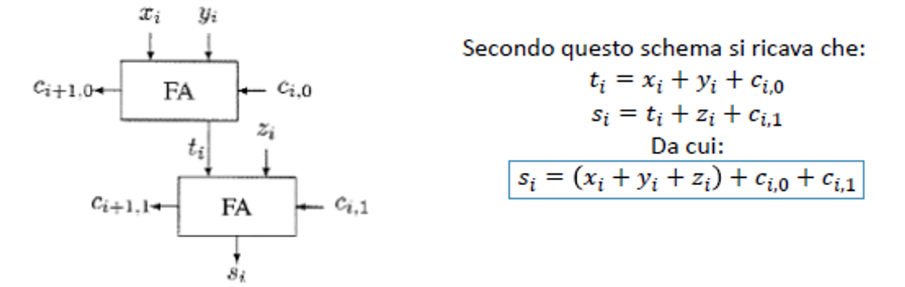 x_i y_i
c_{i+1,0} FA c_{i,0}
t_i z_i
c_{i+1,1} FA c_{i,1}
s_i
Secondo questo schema si ricava che:
t_i = x_i + y_i + c_{i,0}
s_i = t_i + z_i + c_{i,1}
Da cui:
s_i = (x_i + y_i + z_i) + c_{i,0} + c_{i,1}